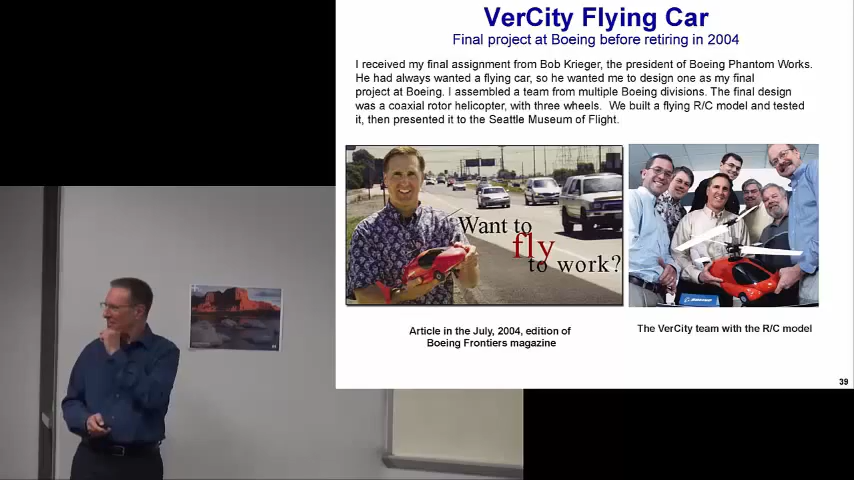 VerCity Flying Car
Final project at Boeing before retiring in 2004
I received my final assignment from Bob Krieger, the president of Boeing Phantom Works.
He had always wanted a flying car, so he wanted me to design one as my final
project at Boeing. I assembled a team from multiple Boeing divisions. The final design
was a coaxial rotor helicopter, with three wheels. We built a flying R/C model and tested
it, then presented it to the Seattle Museum of Flight.
Want to
fly
to work?
BOEING
Article in the July, 2004, edition of
Boeing Frontiers magazine
The VerCity team with the R/C model
39